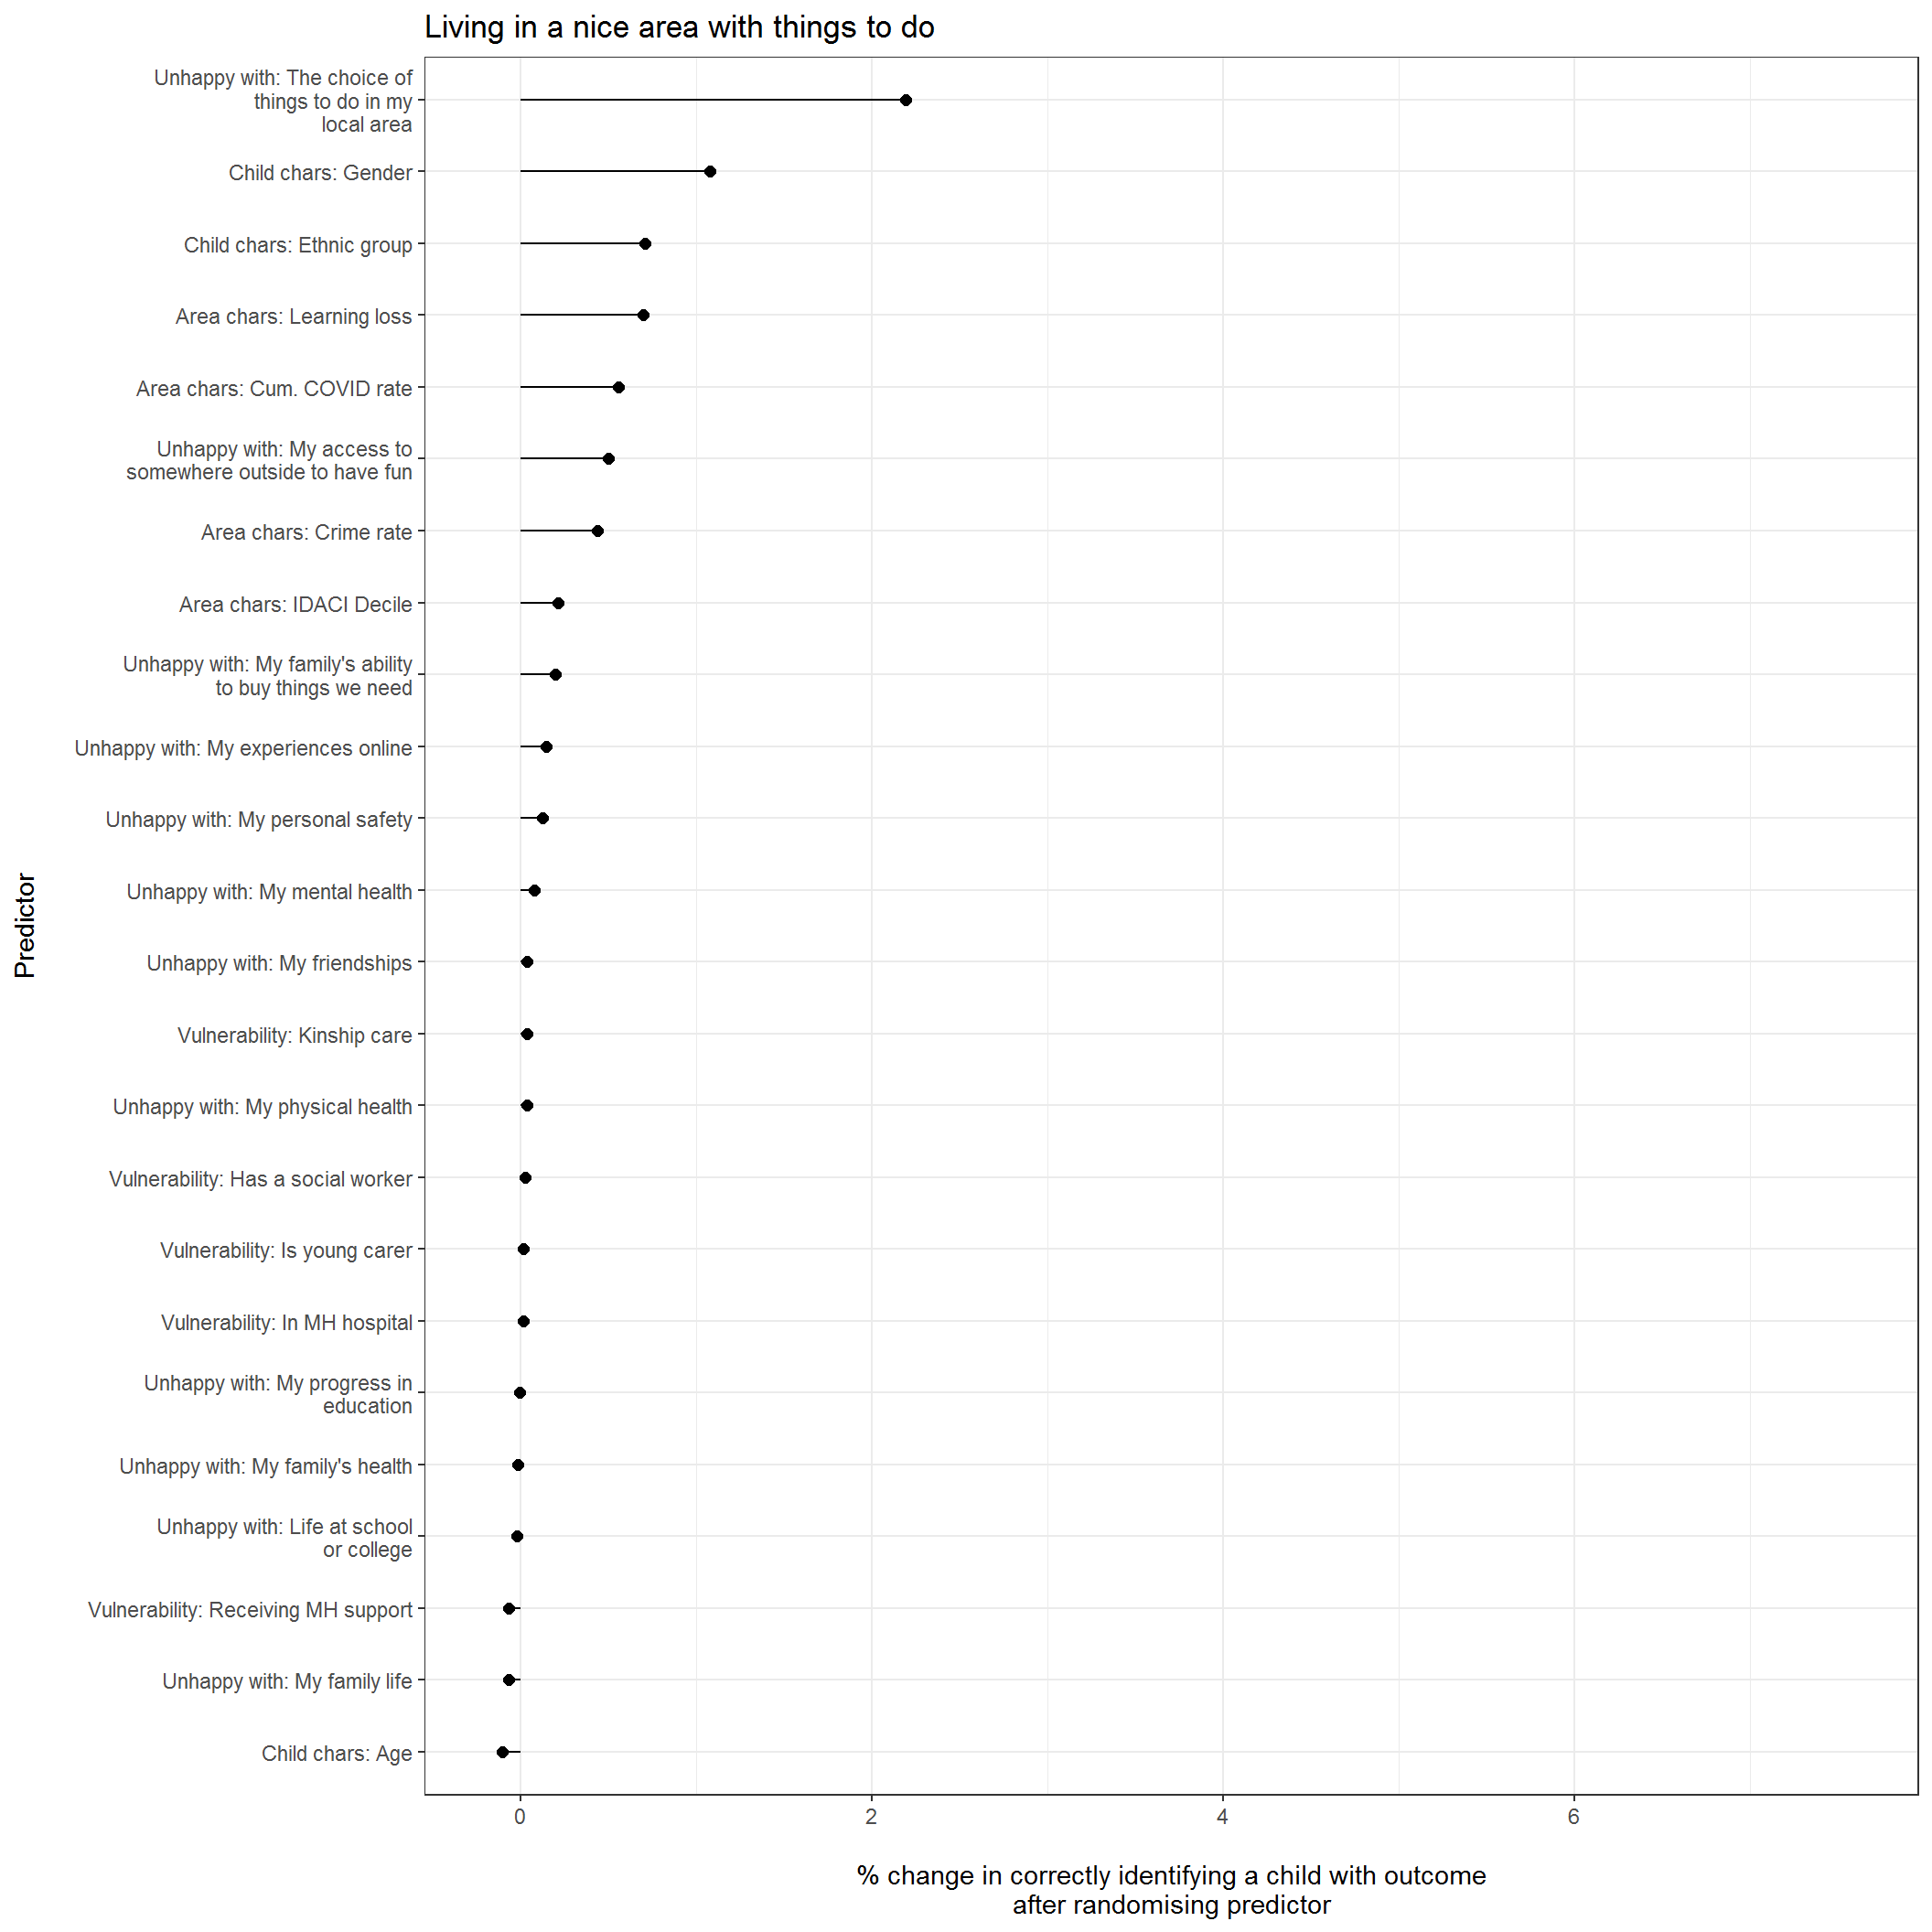 Living in a nice area with things to do
Unhappy with: The choice of
things to do in my
local area
Child chars: Gender
Child chars: Ethnic group
Area chars: Learning loss
Area chars: Cum. COVID rate
Unhappy with: My access to
somewhere outside to have fun
Area chars: Crime rate
Area chars: IDACI Decile
Unhappy with: My family's ability
to buy things we need
Unhappy with: My experiences online
Unhappy with: My personal safety
Unhappy with: My mental health
Unhappy with: My friendships
Vulnerability: Kinship care
Unhappy with: My physical health
Vulnerability: Has a social worker
Vulnerability: Is young carer
Vulnerability: In MH hospital
Unhappy with: My progress in
education
Unhappy with: My family's health
Unhappy with: Life at school
or college
Vulnerability: Receiving MH support
Unhappy with: My family life
Child chars: Age
Predictor
0 2 4 6
% change in correctly identifying a child with outcome
after randomising predictor